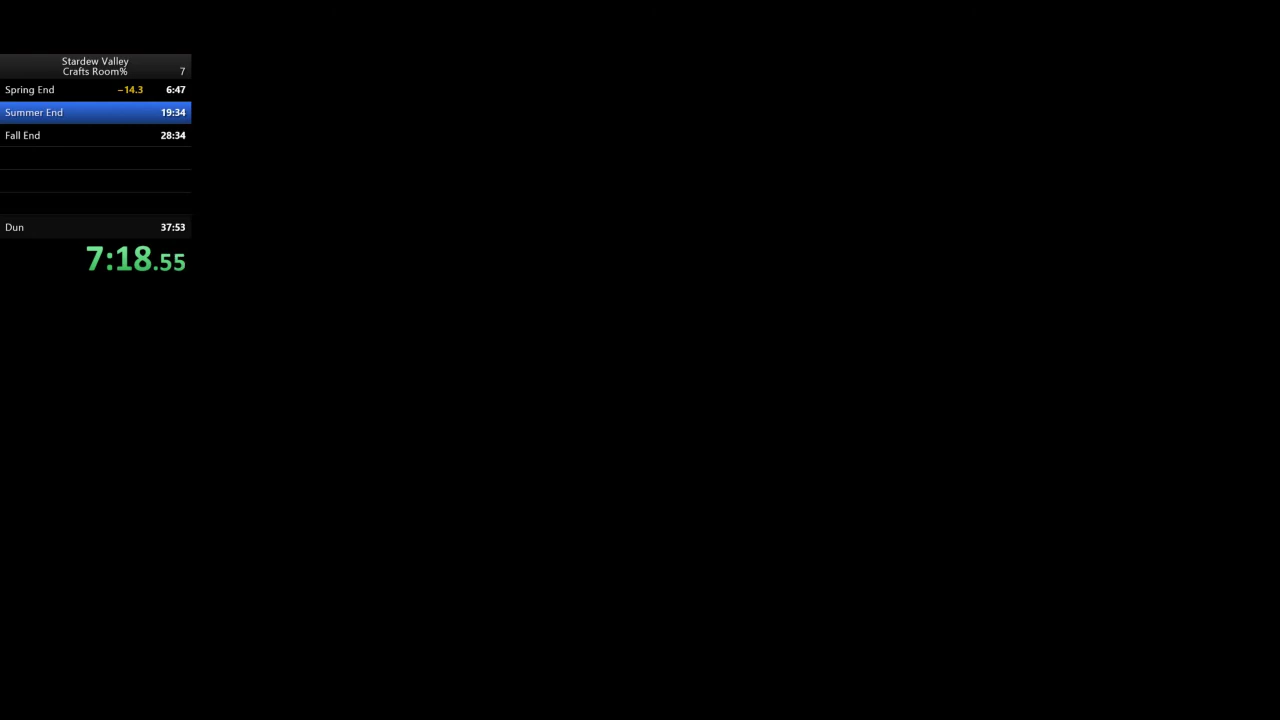 Stardew Valley
Crafts Room% 7
Spring End −14.3 6:47
Summer End 19:34
Fall End 28:34
Dun 37:53
7:18.55